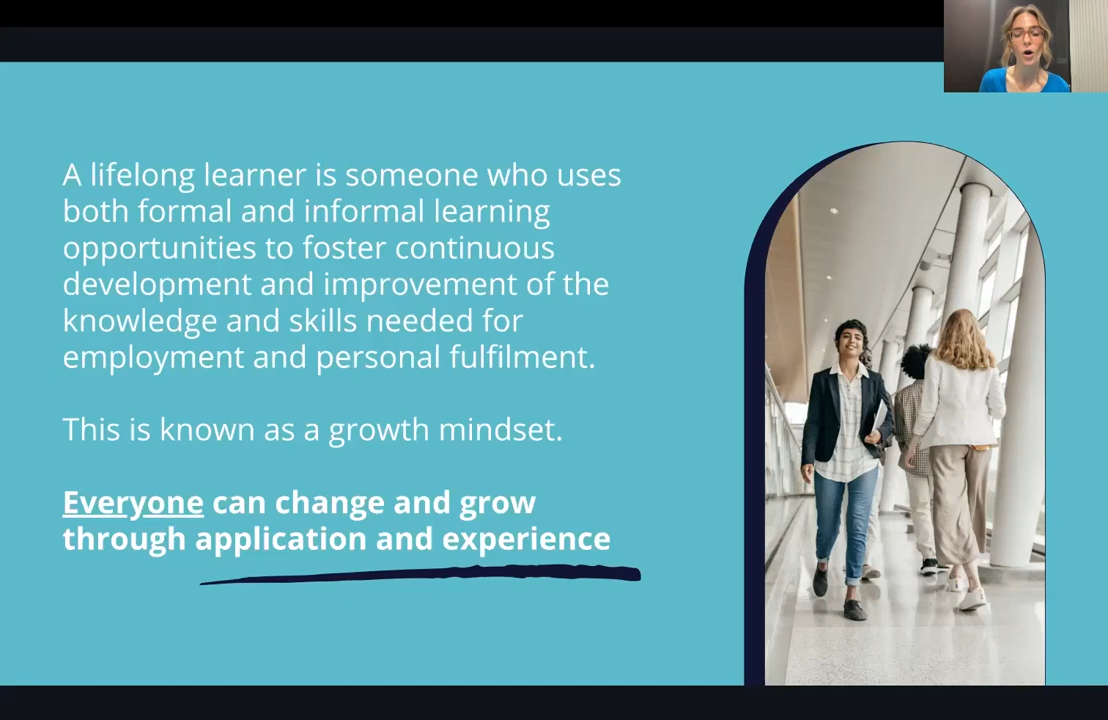 A lifelong learner is someone who uses
both formal and informal learning
opportunities to foster continuous
development and improvement of the
knowledge and skills needed for
employment and personal fulfilment.
This is known as a growth mindset.
Everyone can change and grow
through application and experience